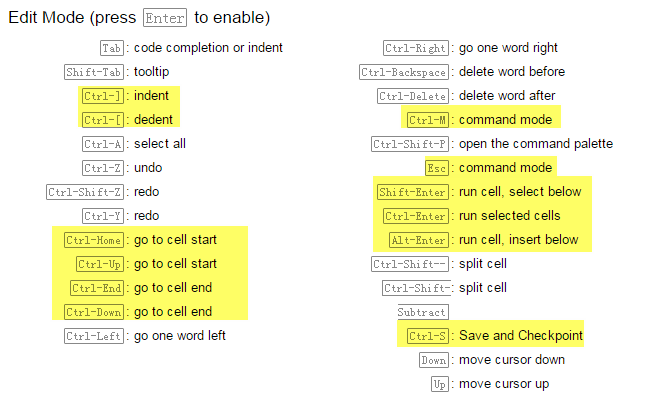 Edit Mode (press Enter to enable)
Tab : code completion or indent
Shift-Tab : tooltip
Ctrl-] : indent
Ctrl-[ : dedent
Ctrl-A : select all
Ctrl-Z : undo
Ctrl-Shift-Z : redo
Ctrl-Y : redo
Ctrl-Home : go to cell start
Ctrl-Up : go to cell start
Ctrl-End : go to cell end
Ctrl-Down : go to cell end
Ctrl-Left : go one word left
Ctrl-Right : go one word right
Ctrl-Backspace : delete word before
Ctrl-Delete : delete word after
Ctrl-M : command mode
Ctrl-Shift-P : open the command palette
Esc : command mode
Shift-Enter : run cell, select below
Ctrl-Enter : run selected cells
Alt-Enter : run cell, insert below
Ctrl-Shift-- : split cell
Ctrl-Shift- : split cell
Subtract
Ctrl-S : Save and Checkpoint
Down : move cursor down
Up : move cursor up